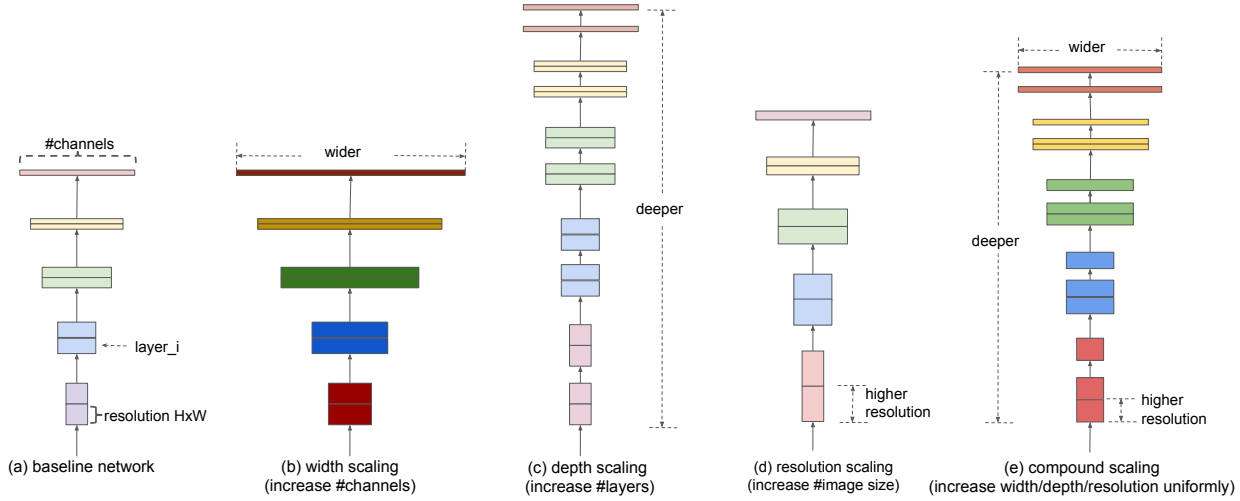 #channels
layer_i
resolution HxW
(a) baseline network
wider
(b) width scaling
(increase #channels)
deeper
(c) depth scaling
(increase #layers)
higher
resolution
(d) resolution scaling
(increase #image size)
wider
deeper
higher
resolution
(e) compound scaling
(increase width/depth/resolution uniformly)